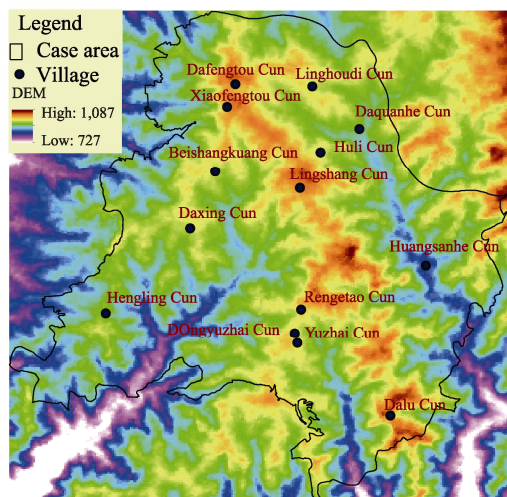 Legend
Case area
Village
DEM
High: 1,087
Low: 727
Dafengtou Cun
Linghoudi Cun
Xiaofengtou Cun
Daquanhe Cun
Huli Cun
Beishangkuang Cun
Lingshang Cun
Daxing Cun
Huangsanhe Cun
Hengling Cun
Rengetao Cun
DOngyuzhai Cun
Yuzhai Cun
Dalu Cun